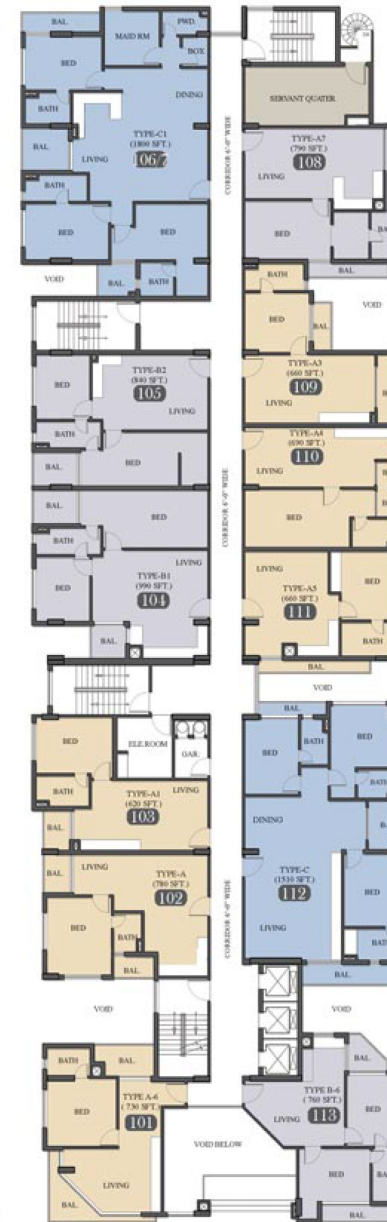 BAL
MAID RM
PWD.
BOX
BED
DINING
BATH
TYPE-C1
(1800 SFT.)
BAL
LIVING
BATH
BED
BED
BAL
BATH
VOID
CORRIDOR 6'-0" WIDE
SERVANT QUATER
TYPE-A7
(790 SFT.)
108
LIVING
BED
BAL
BATH
VOID
BED
BAL
TYPE-A3
(660 SFT.)
109
LIVING
BED
TYPE-B2
(840 SFT.)
105
LIVING
BATH
BAL
BED
BAL
BED
BATH
LIVING
BED
TYPE-B1
(990 SFT.)
104
BAL
CORRIDOR 6'-0" WIDE
TYPE-A4
(690 SFT.)
110
LIVING
BED
LIVING
BED
TYPE-A5
(660 SFT.)
111
BATH
BAL
VOID
BED
ELE.ROOM
GAR.
BATH
LIVING
TYPE-A1
(620 SFT.)
103
BAL
BAL
LIVING
TYPE-A
(780 SFT.)
102
BED
BATH
BAL
CORRIDOR 6'-0" WIDE
BAL
BED
BATH
BED
BATH
DINING
TYPE-C
(1510 SFT.)
112
BED
LIVING
BAL
VOID
VOID
BATH
BAL
TYPE A-6
( 730 SFT.)
101
BED
LIVING
BAL
VOID BELOW
BAL
TYPE B-6
( 760 SFT.)
113
LIVING
BED
BED
BAL